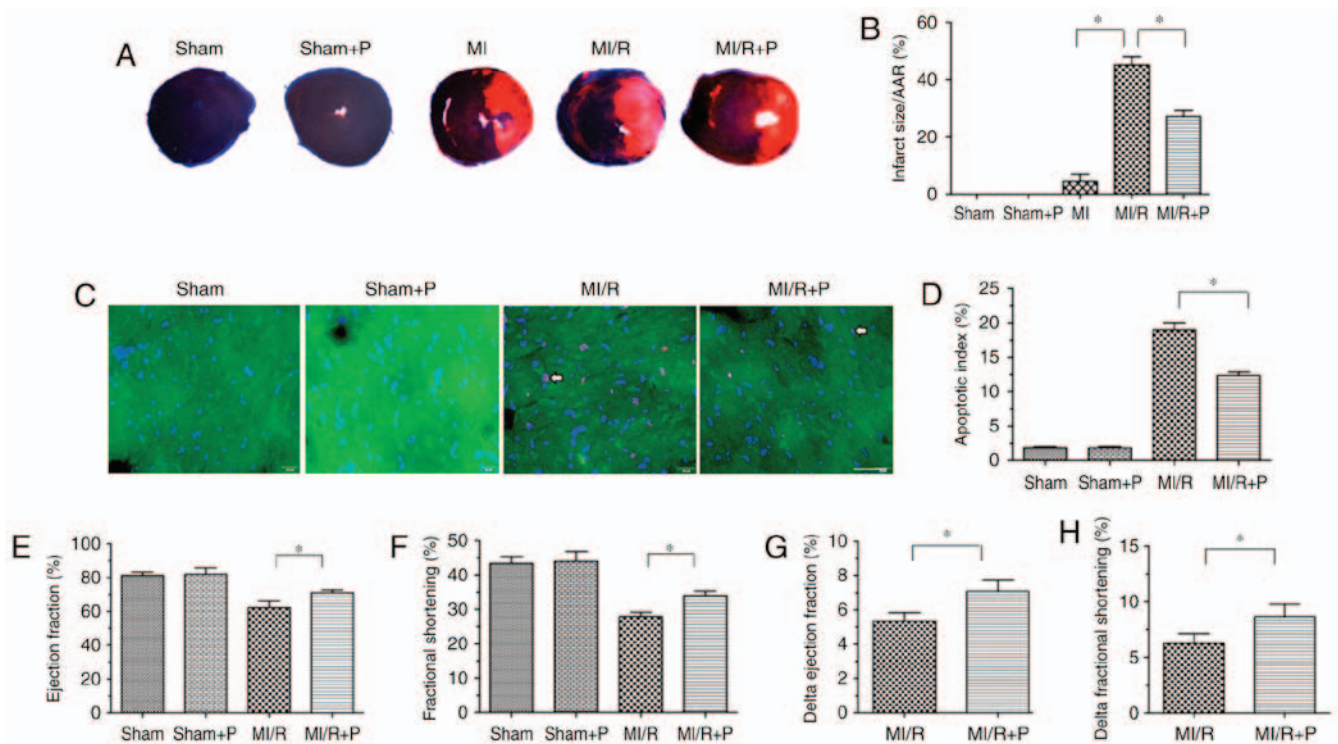 A
Sham
Sham+P
MI
MI/R
MI/R+P
B
Infarct size/AAR (%)
60
40
20
0
* *
Sham Sham+P MI MI/R MI/R+P
C
Sham
Sham+P
MI/R
MI/R+P
D
Apoptotic index (%)
25
20
15
10
5
0
*
Sham Sham+P MI/R MI/R+P
E
Ejection fraction (%)
100
80
60
40
20
0
*
Sham Sham+P MI/R MI/R+P
F
Fractional shortening (%)
50
40
30
20
10
0
*
Sham Sham+P MI/R MI/R+P
G
Delta ejection fraction (%)
8
6
4
2
0
*
MI/R MI/R+P
H
Delta fractional shortening (%)
15
10
5
0
*
MI/R MI/R+P